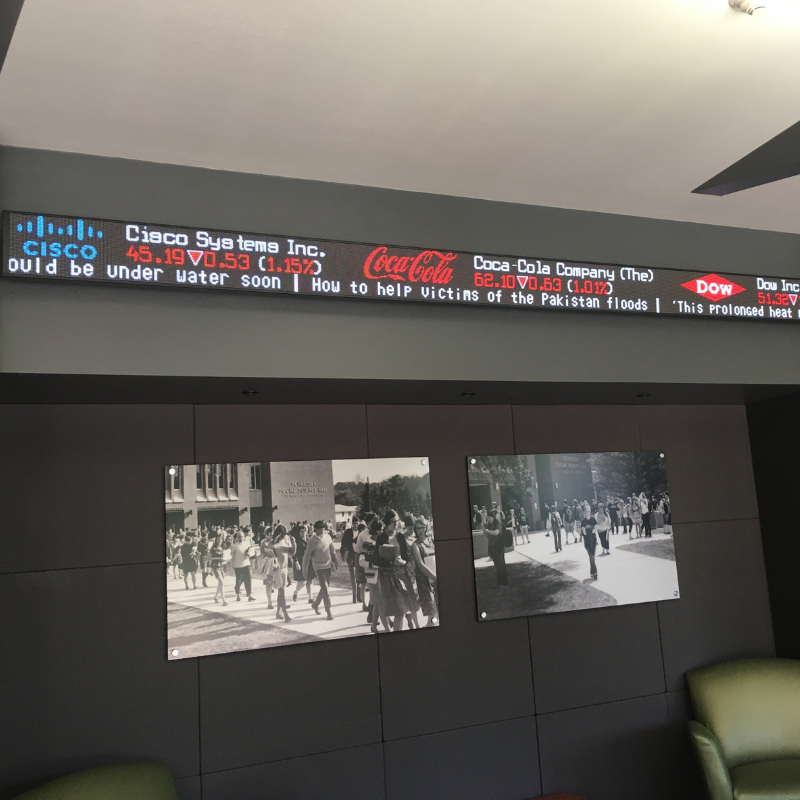 CISCO
Cisco Systems Inc.
45.19▼0.53 (1.15%)
Coca-Cola
Coca-Cola Company (The)
62.10▼0.63 (1.01%)
DOW
Dow Inc
51.32▼
ould be under water soon | How to help victims of the Pakistan floods | 'This prolonged heat